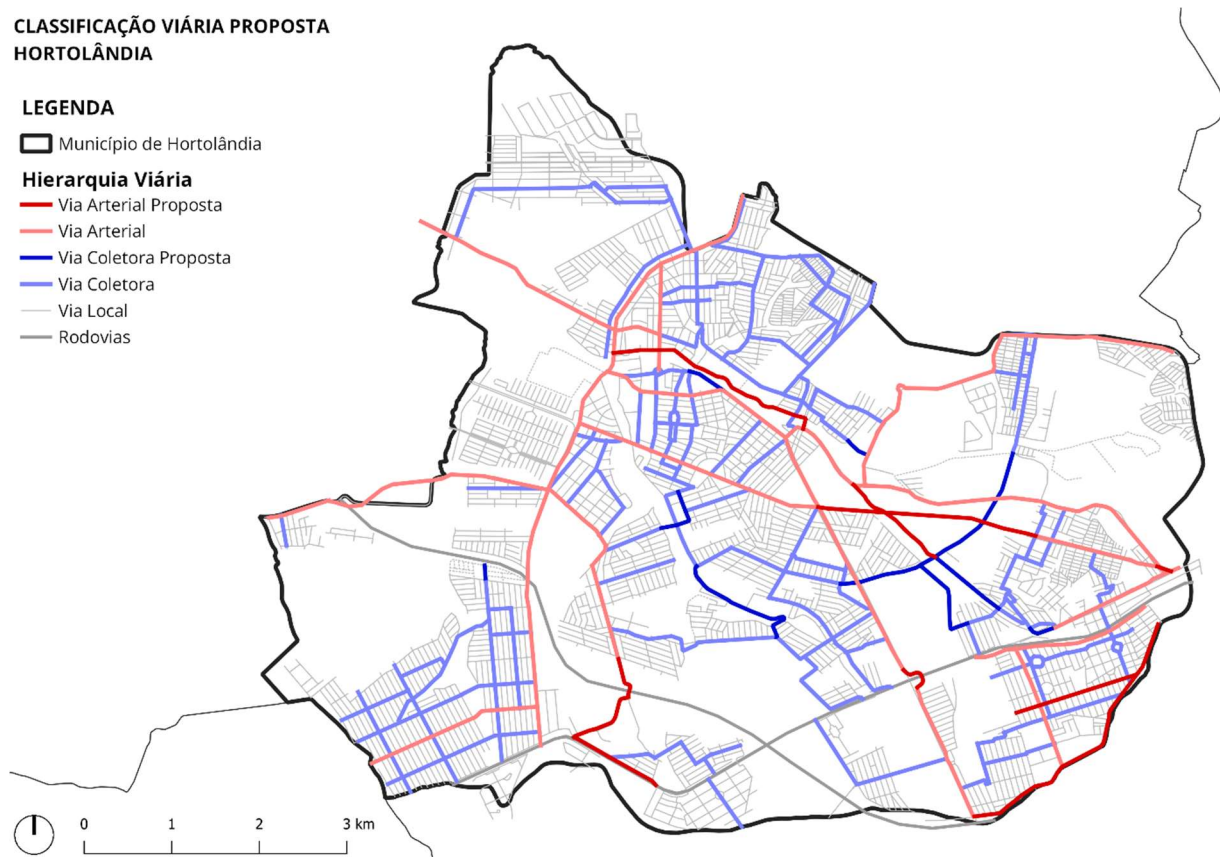 CLASSIFICAÇÃO VIÁRIA PROPOSTA
HORTOLÂNDIA
LEGENDA
Município de Hortolândia
Hierarquia Viária
Via Arterial Proposta
Via Arterial
Via Coletora Proposta
Via Coletora
Via Local
Rodovias
0 1 2 3 km